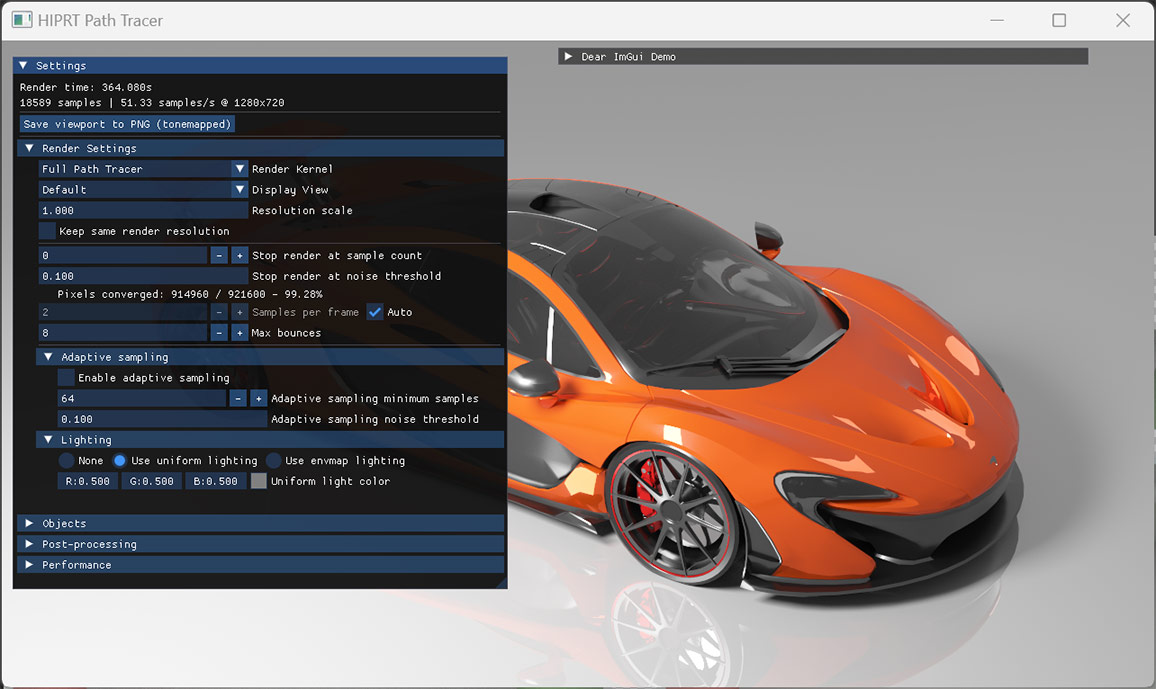 HIPRT Path Tracer
Dear ImGui Demo
Settings
Render time: 364.080s
18589 samples | 51.33 samples/s @ 1280x720
Save viewport to PNG (tonemapped)
Render Settings
Full Path Tracer Render Kernel
Default Display View
1.000 Resolution scale
Keep same render resolution
0 - + Stop render at sample count
0.100 Stop render at noise threshold
Pixels converged: 914960 / 921600 - 99.28%
2 - + Samples per frame Auto
8 - + Max bounces
Adaptive sampling
Enable adaptive sampling
64 - + Adaptive sampling minimum samples
0.100 Adaptive sampling noise threshold
Lighting
None Use uniform lighting Use envmap lighting
R:0.500 G:0.500 B:0.500 Uniform light color
Objects
Post-processing
Performance